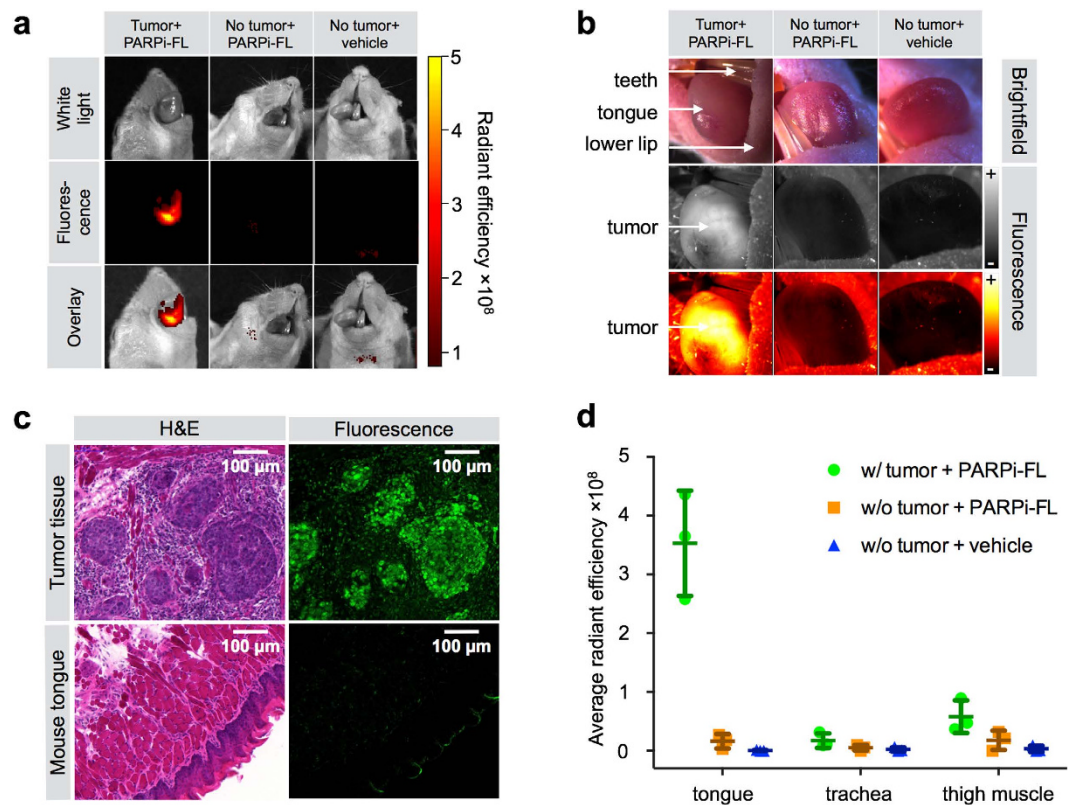 a
Tumor+
PARPi-FL
No tumor+
PARPi-FL
No tumor+
vehicle
White
light
Fluores-
cence
Overlay
5
4
3
2
1
Radiant efficiency ×10⁸
b
Tumor+
PARPi-FL
No tumor+
PARPi-FL
No tumor+
vehicle
teeth
tongue
lower lip
tumor
tumor
Brightfield
Fluorescence
+
-
+
-
c
H&E
Fluorescence
Tumor tissue
Mouse tongue
100 µm
100 µm
100 µm
100 µm
d
Average radiant efficiency ×10⁸
5
4
3
2
1
0
w/ tumor + PARPi-FL
w/o tumor + PARPi-FL
w/o tumor + vehicle
tongue
trachea
thigh muscle